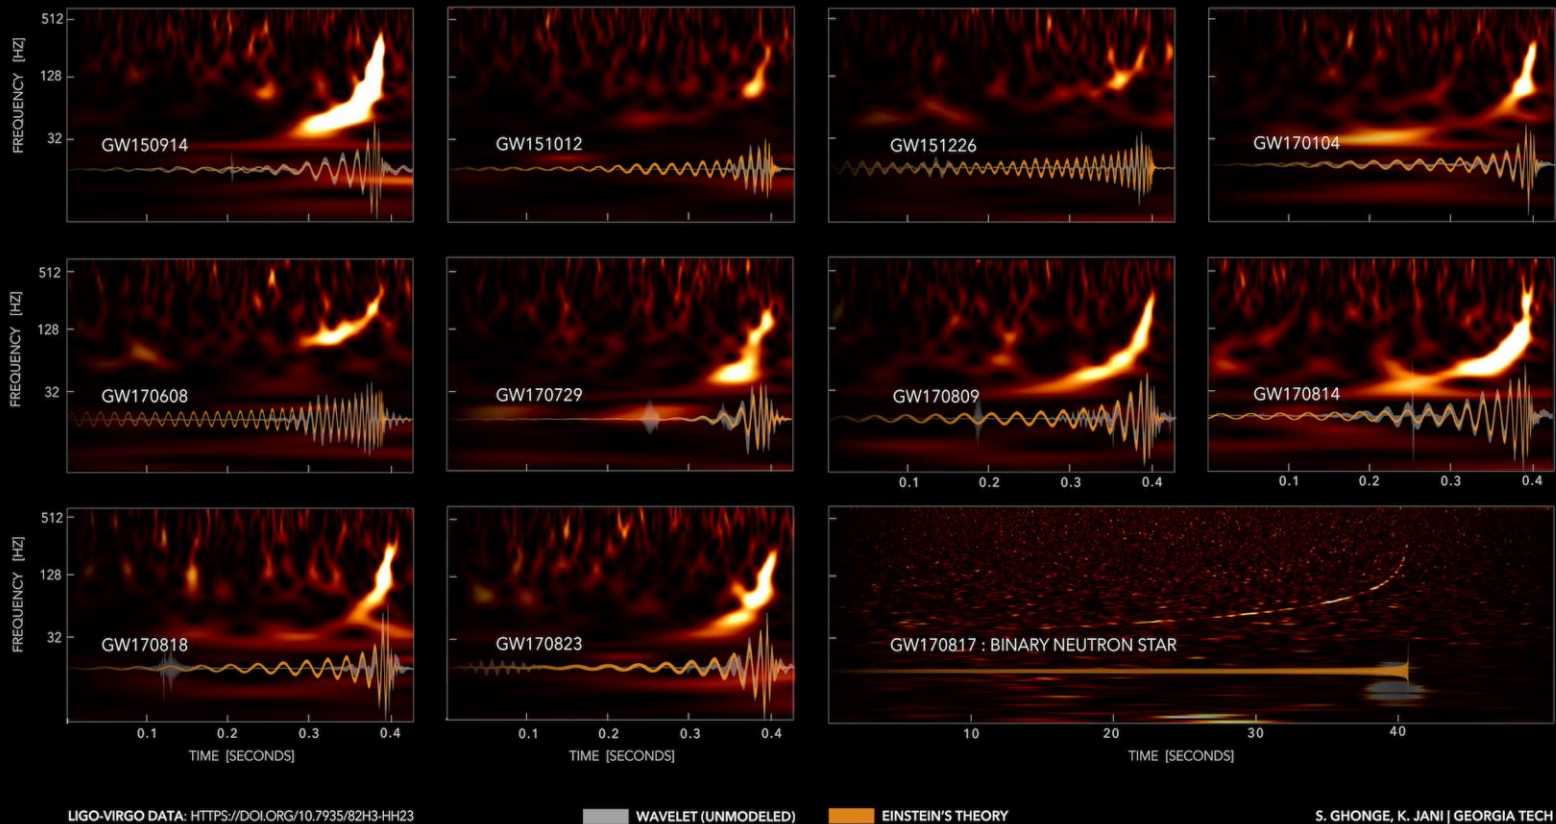 FREQUENCY [HZ]
512
128
32
GW150914
GW151012
GW151226
GW170104
FREQUENCY [HZ]
512
128
32
GW170608
GW170729
GW170809
GW170814
0.1 0.2 0.3 0.4
0.1 0.2 0.3 0.4
FREQUENCY [HZ]
512
128
32
GW170818
GW170823
GW170817 : BINARY NEUTRON STAR
0.1 0.2 0.3 0.4
0.1 0.2 0.3 0.4
10 20 30 40
TIME [SECONDS]
TIME [SECONDS]
TIME [SECONDS]
LIGO-VIRGO DATA: HTTPS://DOI.ORG/10.7935/82H3-HH23
WAVELET (UNMODELED)
EINSTEIN'S THEORY
S. GHONGE, K. JANI | GEORGIA TECH